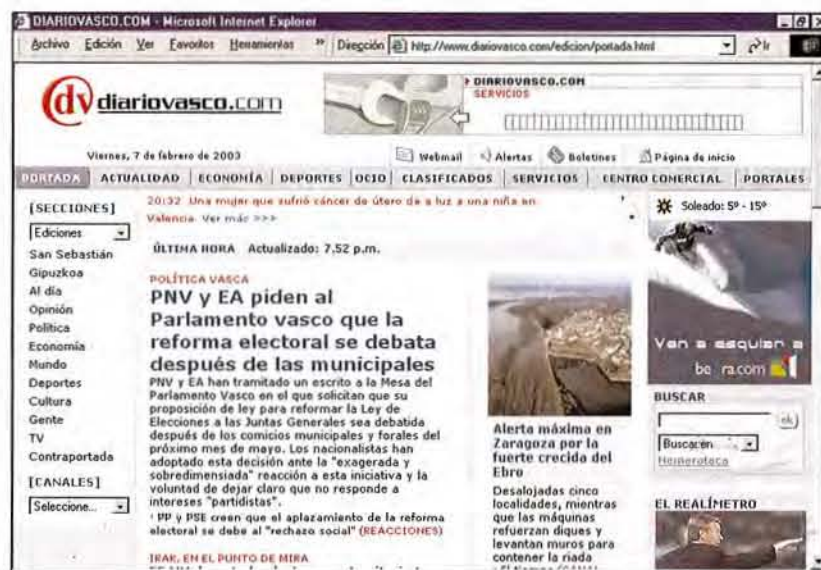 DIARIOVASCO.COM - Microsoft Internet Explorer
Archivo Edición Ver Favoritos Herramientas » Dirección http://www.diariovasco.com/edicion/portada.html Ir
dv diariovasco.com
DIARIOVASCO.COM
SERVICIOS
Viernes, 7 de febrero de 2003
Webmail Alertas Boletines Página de inicio
PORTADA ACTUALIDAD ECONOMÍA DEPORTES OCIO CLASIFICADOS SERVICIOS CENTRO COMERCIAL PORTALES
[SECCIONES]
Ediciones
San Sebastián
Gipuzkoa
Al día
Opinión
Política
Economía
Mundo
Deportes
Cultura
Gente
TV
Contraportada
[CANALES]
Seleccione...
20:32 Una mujer que sufrió cáncer de útero da a luz a una niña en
Valencia. Ver más >>>
ÚLTIMA HORA Actualizado: 7.52 p.m.
POLÍTICA VASCA
PNV y EA piden al
Parlamento vasco que la
reforma electoral se debata
después de las municipales
PNV y EA han tramitado un escrito a la Mesa del
Parlamento Vasco en el que solicitan que su
proposición de ley para reformar la Ley de
Elecciones a las Juntas Generales sea debatida
después de los comicios municipales y forales del
próximo mes de mayo. Los nacionalistas han
adoptado esta decisión ante la "exagerada y
sobredimensiada" reacción a esta iniciativa y la
voluntad de dejar claro que no responde a
intereses "partidistas".
PP y PSE creen que el aplazamiento de la reforma
electoral se debe al "rechazo social" (REACCIONES)
IRAK, EN EL PUNTO DE MIRA
Alerta máxima en
Zaragoza por la
fuerte crecida del
Ebro
Desalojadas cinco
localidades, mientras
que las máquinas
refuerzan diques y
levantan muros para
contener la riada
Soleado: 5º - 15º
Ven a esquiar a
BUSCAR
ok
Buscar en
Hemeroteca
EL REALÍMETRO